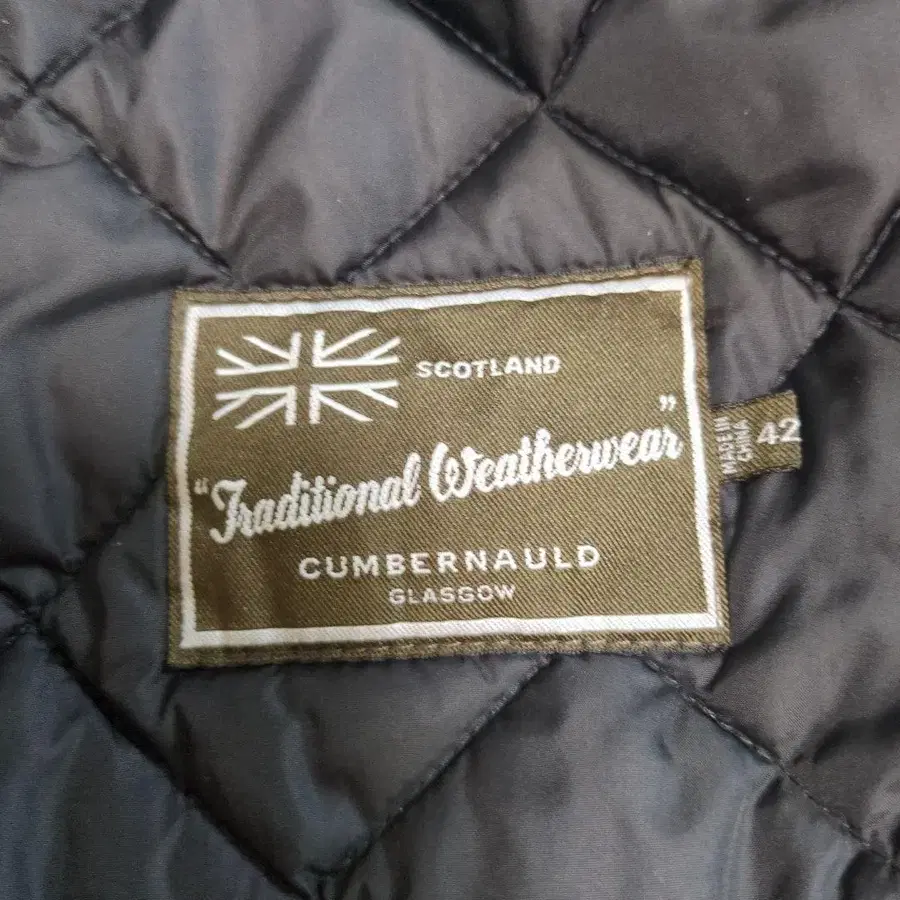 SCOTLAND
"Traditional Weatherwear"
CUMBERNAULD
GLASGOW
MADE IN
CHINA
42